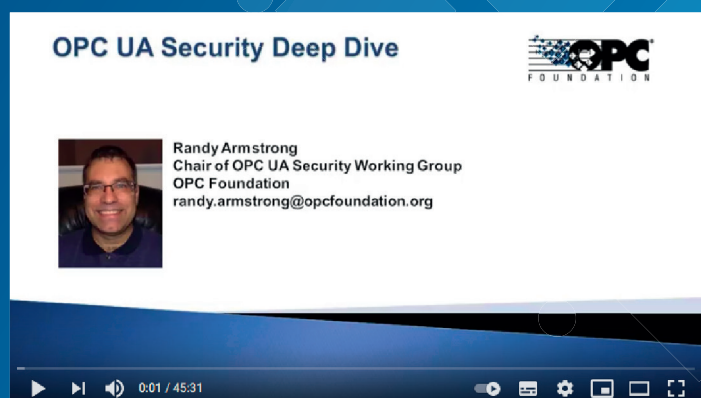 OPC UA Security Deep Dive
OPC
FOUNDATION
Randy Armstrong
Chair of OPC UA Security Working Group
OPC Foundation
randy.armstrong@opcfoundation.org
0:01 / 45:31